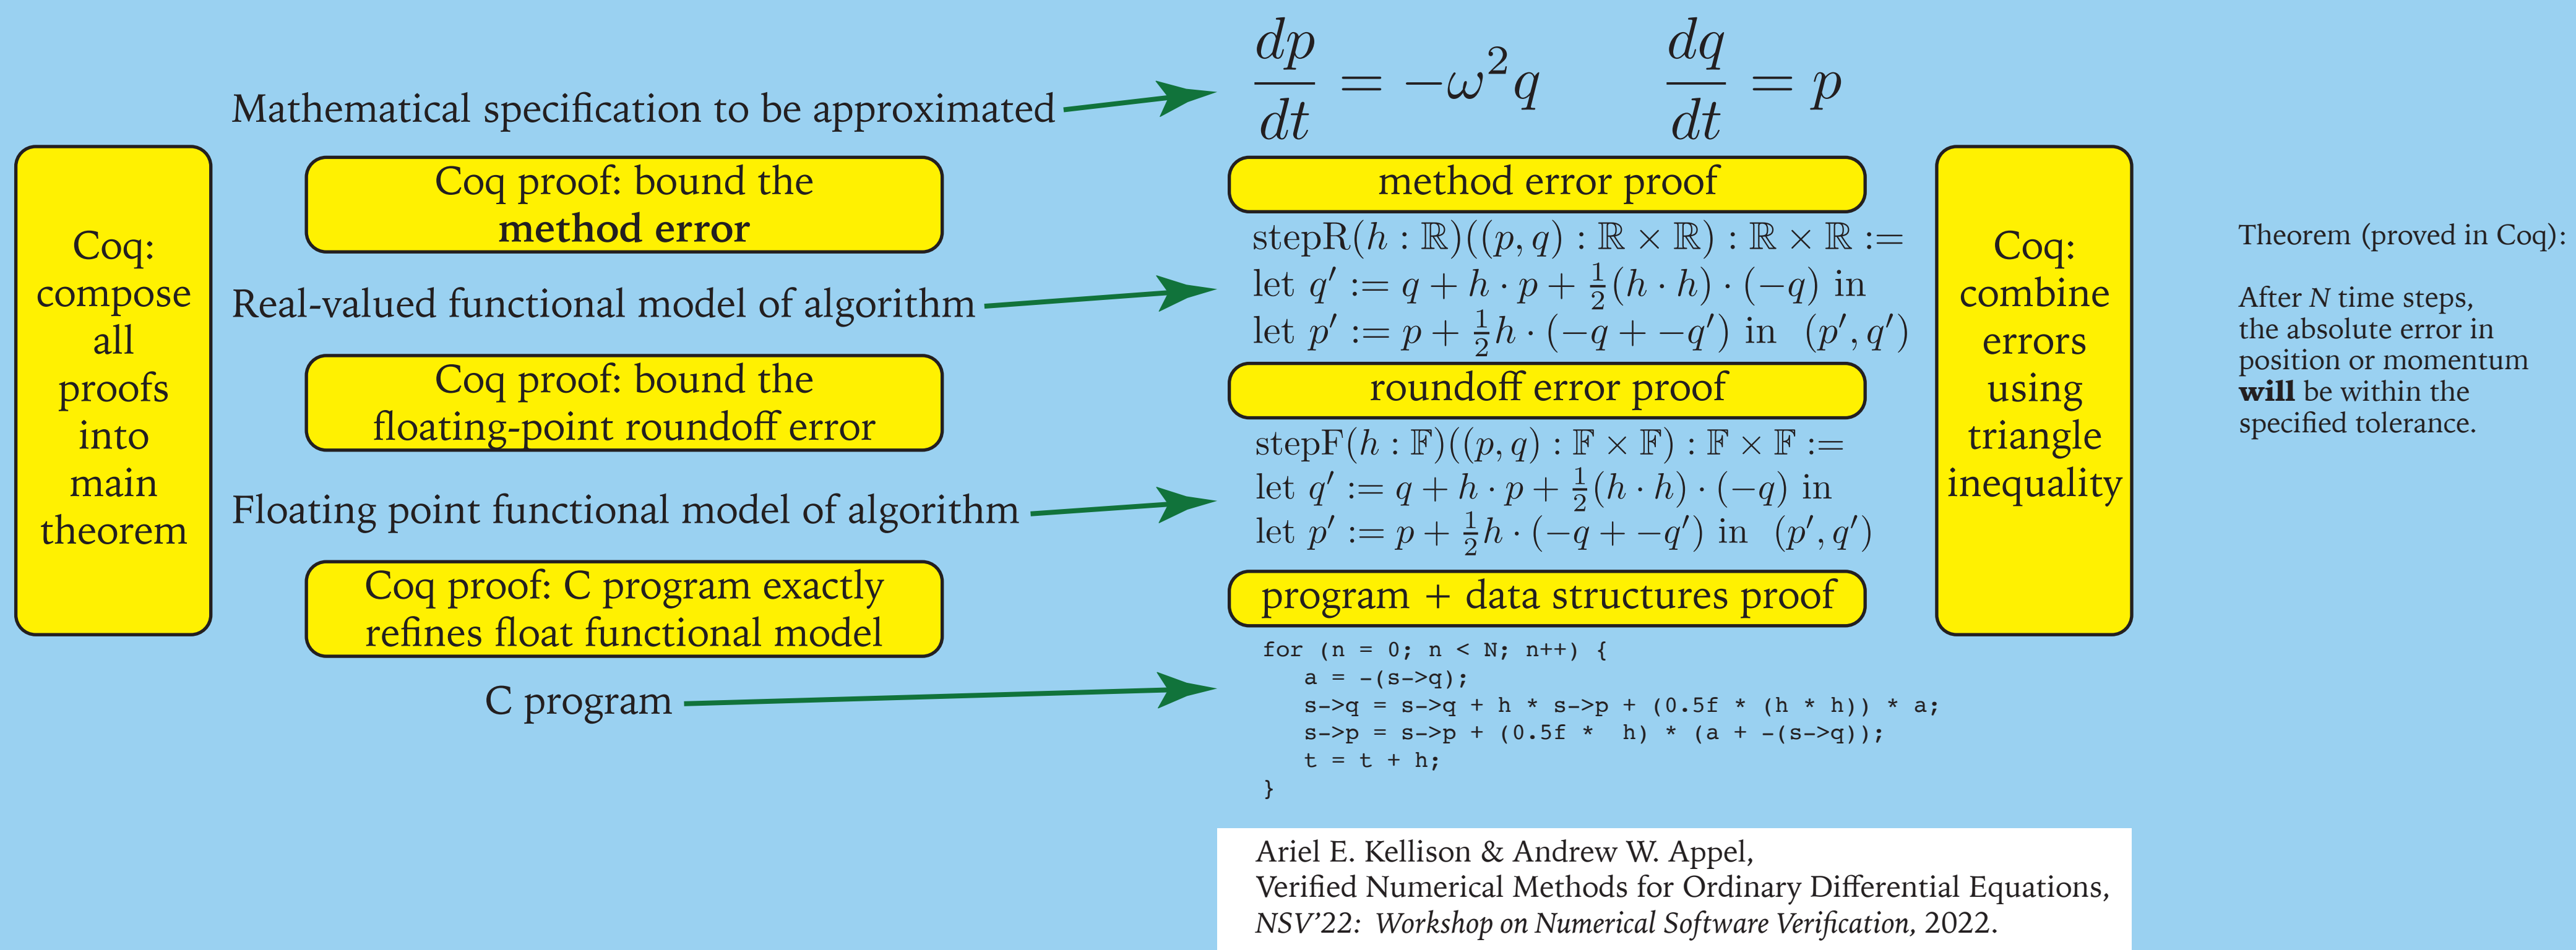 Mathematical specification to be approximated
dp/dt = −ω²q    dq/dt = p
Coq:
compose
all
proofs
into
main
theorem
Coq proof: bound the
method error
method error proof
Real-valued functional model of algorithm
stepR(h : ℝ)((p, q) : ℝ × ℝ) : ℝ × ℝ :=
let q′ := q + h · p + ½(h · h) · (−q) in
let p′ := p + ½h · (−q + −q′) in (p′, q′)
Coq proof: bound the
floating-point roundoff error
roundoff error proof
Floating point functional model of algorithm
stepF(h : 𝔽)((p, q) : 𝔽 × 𝔽) : 𝔽 × 𝔽 :=
let q′ := q + h · p + ½(h · h) · (−q) in
let p′ := p + ½h · (−q + −q′) in (p′, q′)
Coq proof: C program exactly
refines float functional model
program + data structures proof
C program
for (n = 0; n < N; n++) {
a = -(s->q);
s->q = s->q + h * s->p + (0.5f * (h * h)) * a;
s->p = s->p + (0.5f *  h) * (a + -(s->q));
t = t + h;
}
Coq:
combine
errors
using
triangle
inequality
Theorem (proved in Coq):
After N time steps,
the absolute error in
position or momentum
will be within the
specified tolerance.
Ariel E. Kellison & Andrew W. Appel,
Verified Numerical Methods for Ordinary Differential Equations,
NSV’22: Workshop on Numerical Software Verification, 2022.